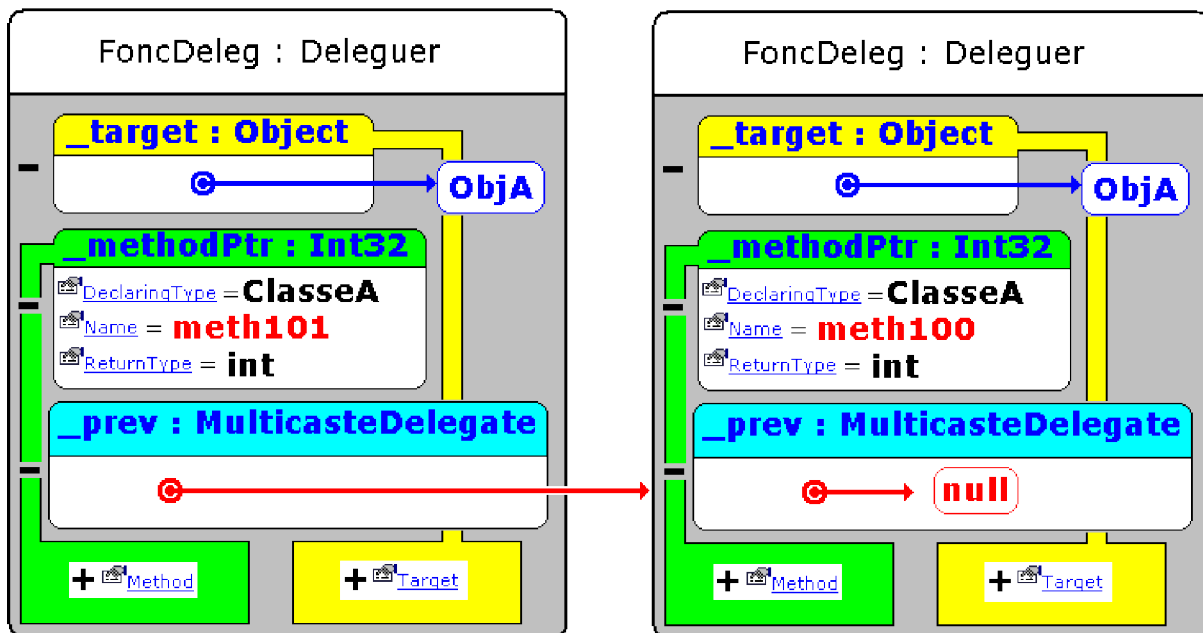 FoncDeleg : Deleguer
_target : Object
ObjA
_methodPtr : Int32
DeclaringType = ClasseA
Name = meth101
ReturnType = int
_prev : MulticasteDelegate
+ Method
+ Target
FoncDeleg : Deleguer
_target : Object
ObjA
_methodPtr : Int32
DeclaringType = ClasseA
Name = meth100
ReturnType = int
_prev : MulticasteDelegate
null
+ Method
+ Target